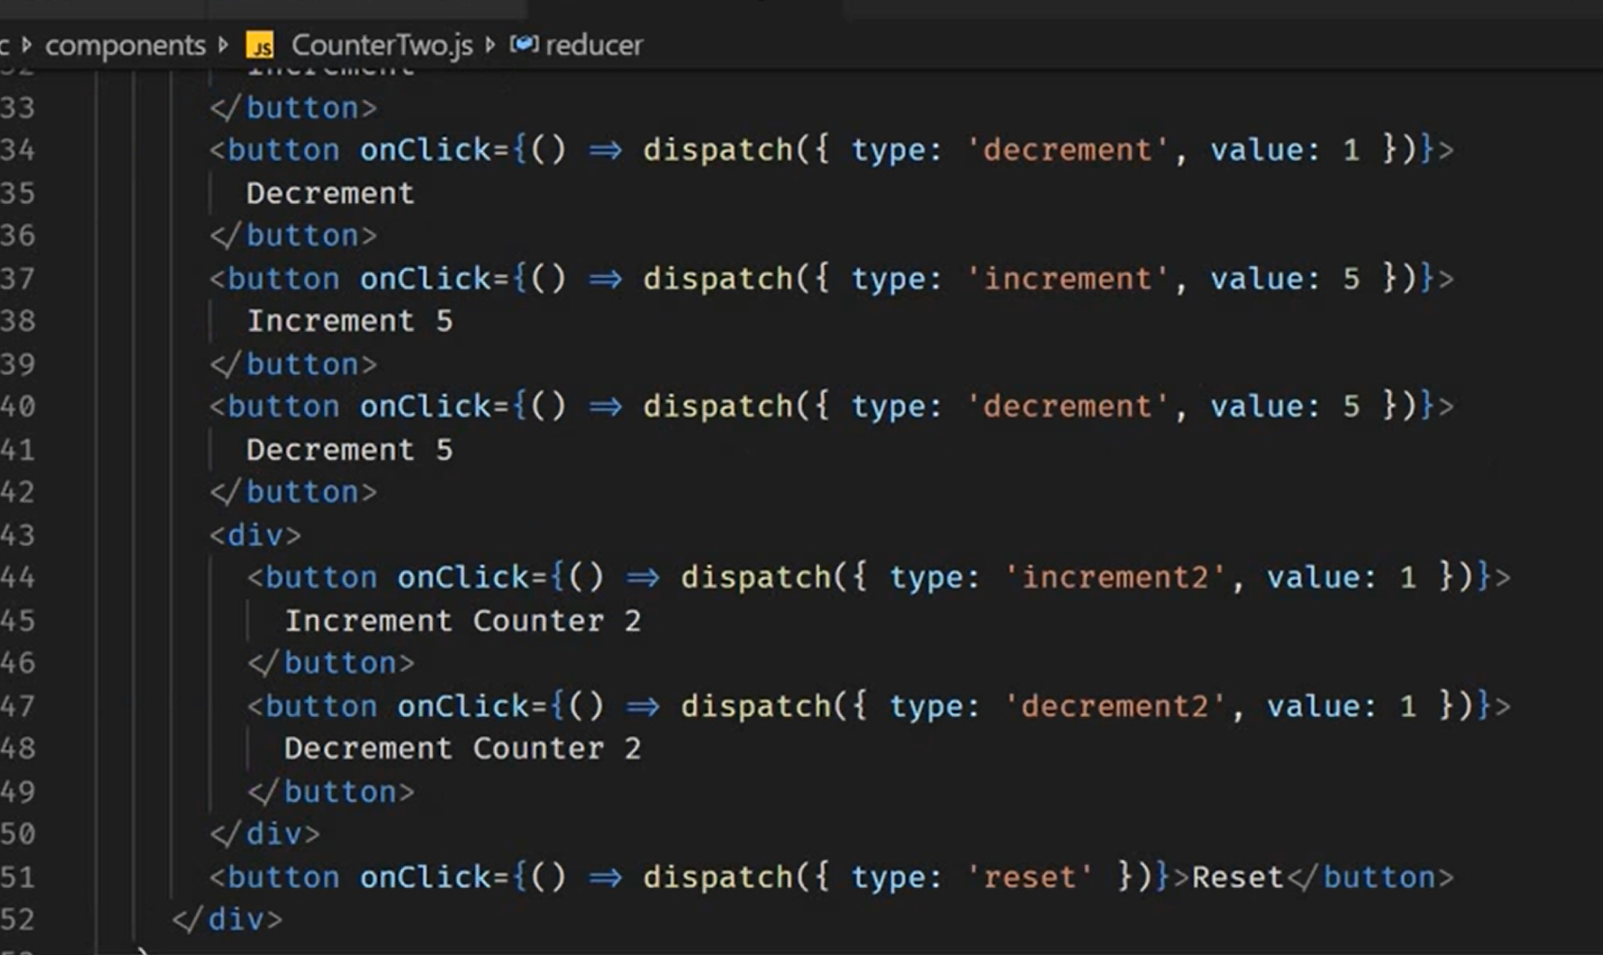 c components JS CounterTwo.js reducer
32 Increment
33 </button>
34 <button onClick={() => dispatch({ type: 'decrement', value: 1 })}>
35 Decrement
36 </button>
37 <button onClick={() => dispatch({ type: 'increment', value: 5 })}>
38 Increment 5
39 </button>
40 <button onClick={() => dispatch({ type: 'decrement', value: 5 })}>
41 Decrement 5
42 </button>
43 <div>
44 <button onClick={() => dispatch({ type: 'increment2', value: 1 })}>
45 Increment Counter 2
46 </button>
47 <button onClick={() => dispatch({ type: 'decrement2', value: 1 })}>
48 Decrement Counter 2
49 </button>
50 </div>
51 <button onClick={() => dispatch({ type: 'reset' })}>Reset</button>
52 </div>